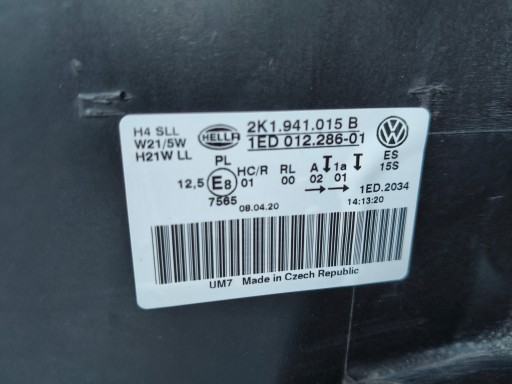 H4 SLL
W21/5W
H21W LL
HELLA
2K1.941.015 B
1ED 012.286-01
PL
HC/R RL A 1a
ES
15S
12,5 E8 01 00 02 01
1ED.2034
7565 08.04.20
14:13:20
UM7 Made in Czech Republic